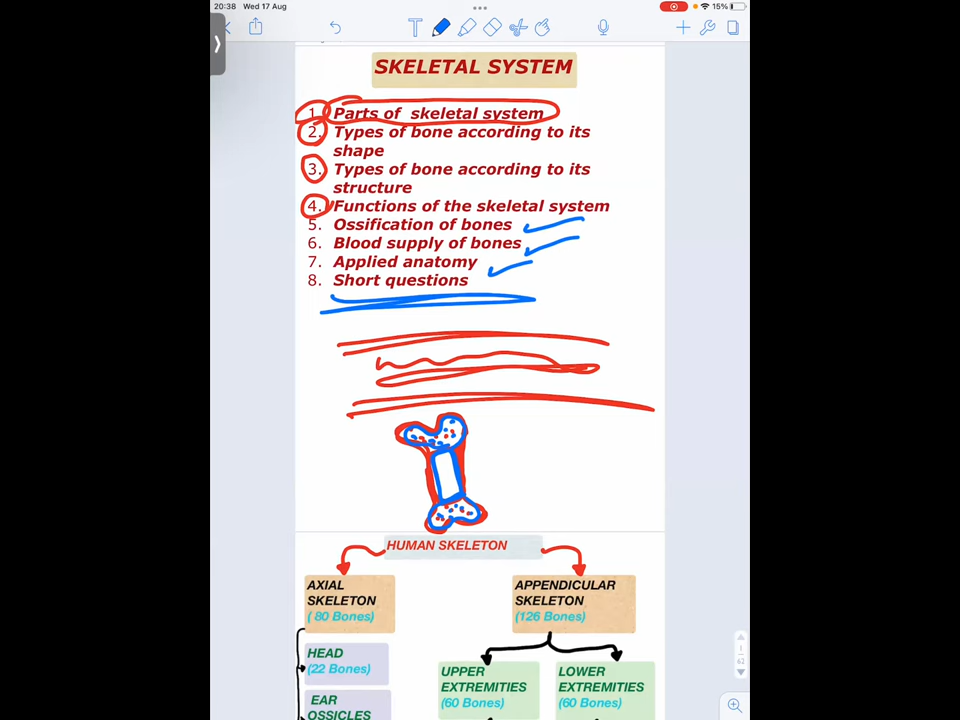 20:38 Wed 17 Aug
15%
SKELETAL SYSTEM
1. Parts of skeletal system
2. Types of bone according to its
shape
3. Types of bone according to its
structure
4. Functions of the skeletal system
5. Ossification of bones
6. Blood supply of bones
7. Applied anatomy
8. Short questions
HUMAN SKELETON
AXIAL
SKELETON
( 80 Bones)
APPENDICULAR
SKELETON
(126 Bones)
HEAD
(22 Bones)
UPPER
EXTREMITIES
(60 Bones)
LOWER
EXTREMITIES
(60 Bones)
EAR
OSSICLES